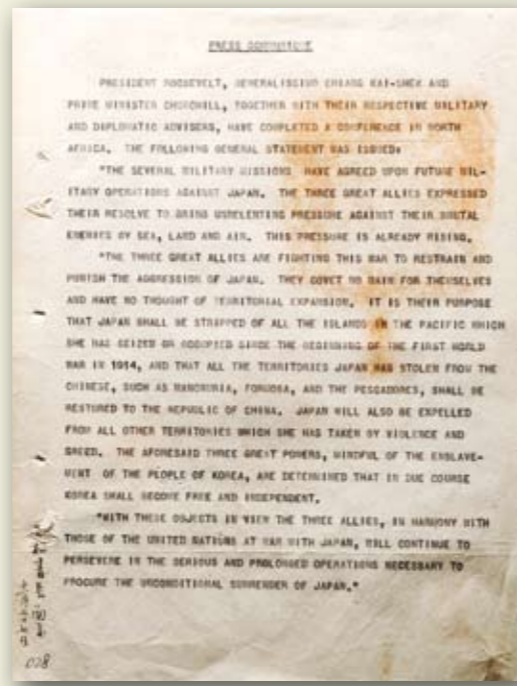 PRESS COMMUNIQUE
PRESIDENT ROOSEVELT, GENERALISSIMO CHIANG KAI-SHEK AND
PRIME MINISTER CHURCHILL, TOGETHER WITH THEIR RESPECTIVE MILITARY
AND DIPLOMATIC ADVISERS, HAVE COMPLETED A CONFERENCE IN NORTH
AFRICA. THE FOLLOWING GENERAL STATEMENT WAS ISSUED:
"THE SEVERAL MILITARY MISSIONS HAVE AGREED UPON FUTURE MIL-
ITARY OPERATIONS AGAINST JAPAN. THE THREE GREAT ALLIES EXPRESSED
THEIR RESOLVE TO BRING UNRELENTING PRESSURE AGAINST THEIR BRUTAL
ENEMIES BY SEA, LAND AND AIR. THIS PRESSURE IS ALREADY RISING.
"THE THREE GREAT ALLIES ARE FIGHTING THIS WAR TO RESTRAIN AND
PUNISH THE AGGRESSION OF JAPAN. THEY COVET NO GAIN FOR THEMSELVES
AND HAVE NO THOUGHT OF TERRITORIAL EXPANSION. IT IS THEIR PURPOSE
THAT JAPAN SHALL BE STRIPPED OF ALL THE ISLANDS IN THE PACIFIC WHICH
SHE HAS SEIZED OR OCCUPIED SINCE THE BEGINNING OF THE FIRST WORLD
WAR IN 1914, AND THAT ALL THE TERRITORIES JAPAN HAS STOLEN FROM THE
CHINESE, SUCH AS MANCHURIA, FORMOSA, AND THE PESCADORES, SHALL BE
RESTORED TO THE REPUBLIC OF CHINA. JAPAN WILL ALSO BE EXPELLED
FROM ALL OTHER TERRITORIES WHICH SHE HAS TAKEN BY VIOLENCE AND
GREED. THE AFORESAID THREE GREAT POWERS, MINDFUL OF THE ENSLAVE-
MENT OF THE PEOPLE OF KOREA, ARE DETERMINED THAT IN DUE COURSE
KOREA SHALL BECOME FREE AND INDEPENDENT.
"WITH THESE OBJECTS IN VIEW THE THREE ALLIES, IN HARMONY WITH
THOSE OF THE UNITED NATIONS AT WAR WITH JAPAN, WILL CONTINUE TO
PERSEVERE IN THE SERIOUS AND PROLONGED OPERATIONS NECESSARY TO
PROCURE THE UNCONDITIONAL SURRENDER OF JAPAN."
028